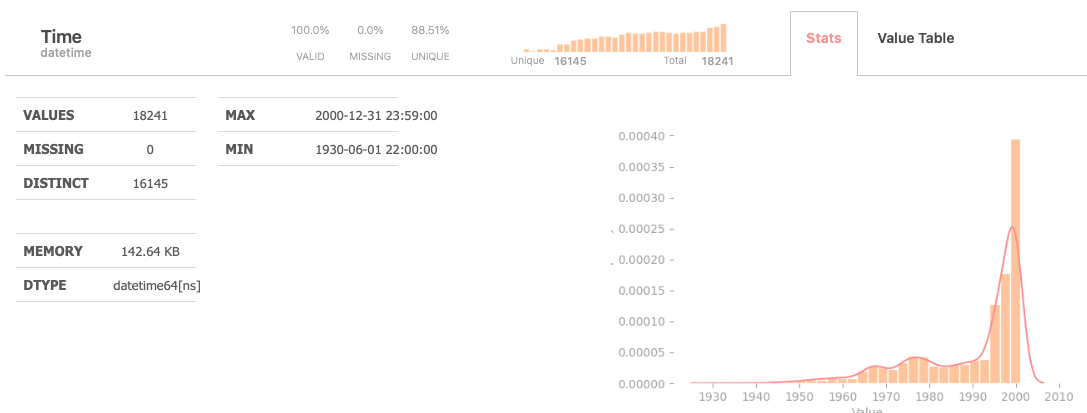 Time
datetime
100.0% 0.0% 88.51%
VALID MISSING UNIQUE
Unique 16145 Total 18241
Stats Value Table
VALUES 18241
MISSING 0
DISTINCT 16145
MEMORY 142.64 KB
DTYPE datetime64[ns]
MAX 2000-12-31 23:59:00
MIN 1930-06-01 22:00:00
0.00040
0.00035
0.00030
0.00025
0.00020
0.00015
0.00010
0.00005
0.00000
1930 1940 1950 1960 1970 1980 1990 2000 2010
Value